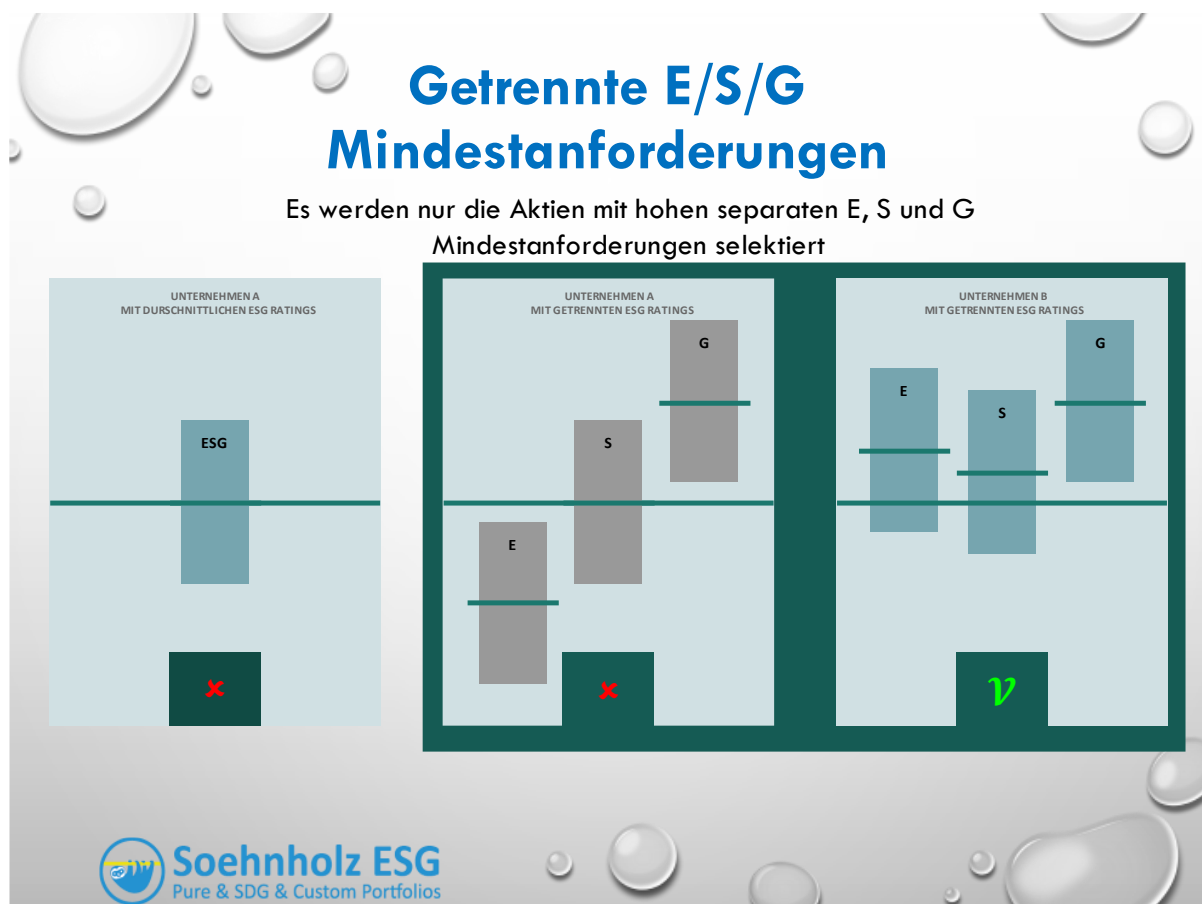 Getrennte E/S/G
Mindestanforderungen
Es werden nur die Aktien mit hohen separaten E, S und G
Mindestanforderungen selektiert
UNTERNEHMEN A
MIT DURSCHNITTLICHEN ESG RATINGS
ESG
✘
UNTERNEHMEN A
MIT GETRENNTEN ESG RATINGS
G
S
E
✘
UNTERNEHMEN B
MIT GETRENNTEN ESG RATINGS
G
E
S
V
Soehnholz ESG
Pure & SDG & Custom Portfolios